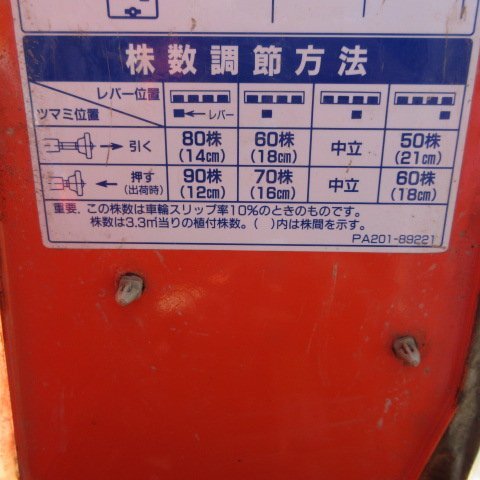 株数調節方法
レバー位置
ツマミ位置
←レバー
→ 引く 80株 60株 中立 50株
(14㎝) (18㎝) (21㎝)
← 押す 90株 70株 中立 60株
(出荷時) (12㎝) (16㎝) (18㎝)
重要. この株数は車輪スリップ率10%のときのものです。
株数は3.3㎡当りの植付株数。( )内は株間を示す。
PA201-89221